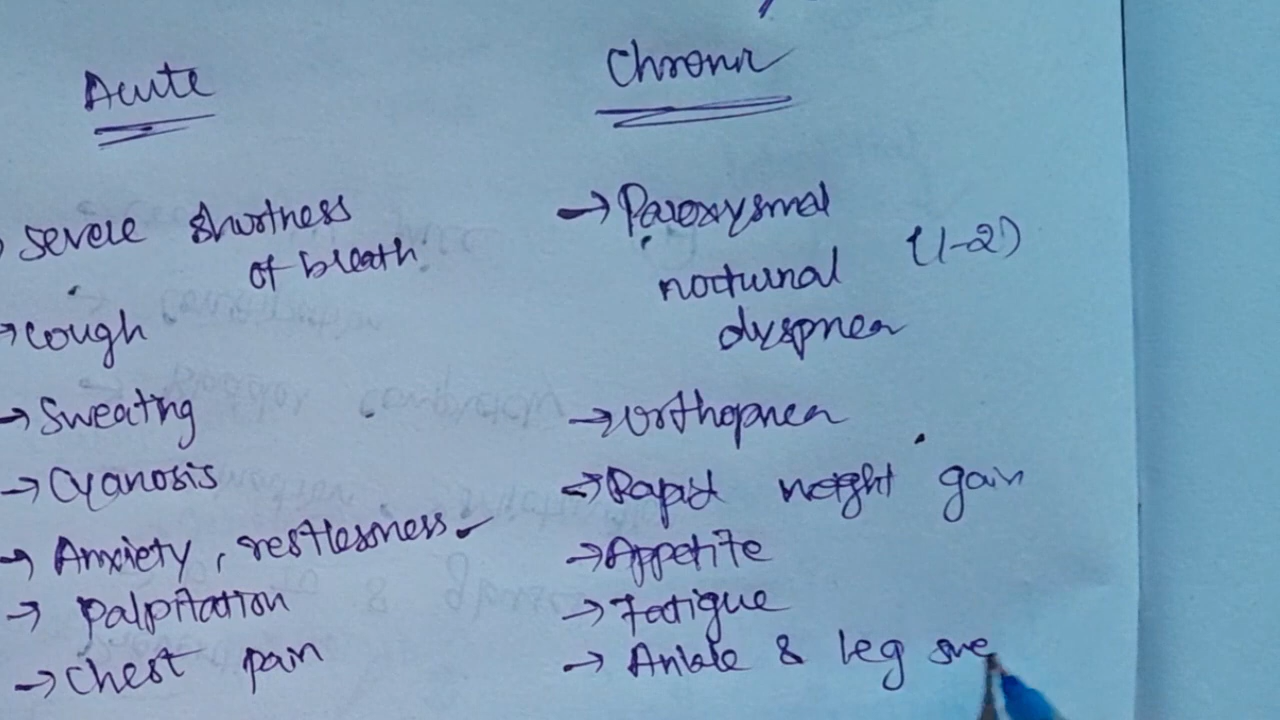 Acute
severe shortness
of breath
→ cough
→ Sweating
→ Cyanosis
→ Anxiety, restlessness
→ palpitation
→ Chest pain
Chronic
→ Paroxysmal
nocturnal (1-2)
dyspnea
→ Orthopnea
→ Rapid weight gain
→ Appetite
→ Fatigue
→ Ankle & leg swe